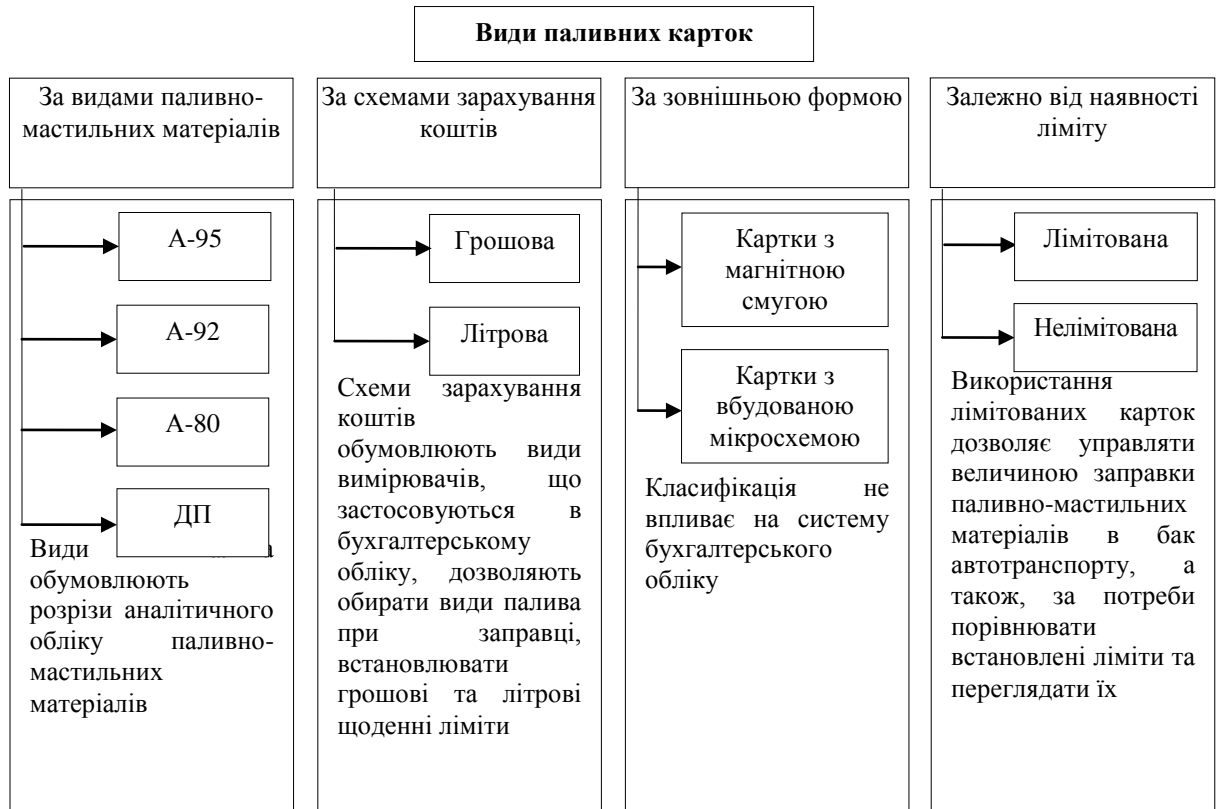 Види паливних карток
За видами паливно-
мастильних матеріалів
А-95
А-92
А-80
ДП
Види
обумовлюють
розрізи аналітичного
обліку паливно-
мастильних
матеріалів
За схемами зарахування
коштів
Грошова
Літрова
Схеми зарахування
коштів
обумовлюють види
вимірювачів, що
застосовуються в
бухгалтерському
обліку, дозволяють
обирати види палива
при заправці,
встановлювати
грошові та літрові
щоденні ліміти
За зовнішньою формою
Картки з
магнітною
смугою
Картки з
вбудованою
мікросхемою
Класифікація не
впливає на систему
бухгалтерського
обліку
Залежно від наявності
ліміту
Лімітована
Нелімітована
Використання
лімітованих карток
дозволяє управляти
величиною заправки
паливно-мастильних
матеріалів в бак
автотранспорту, а
також, за потреби
порівнювати
встановлені ліміти та
переглядати їх